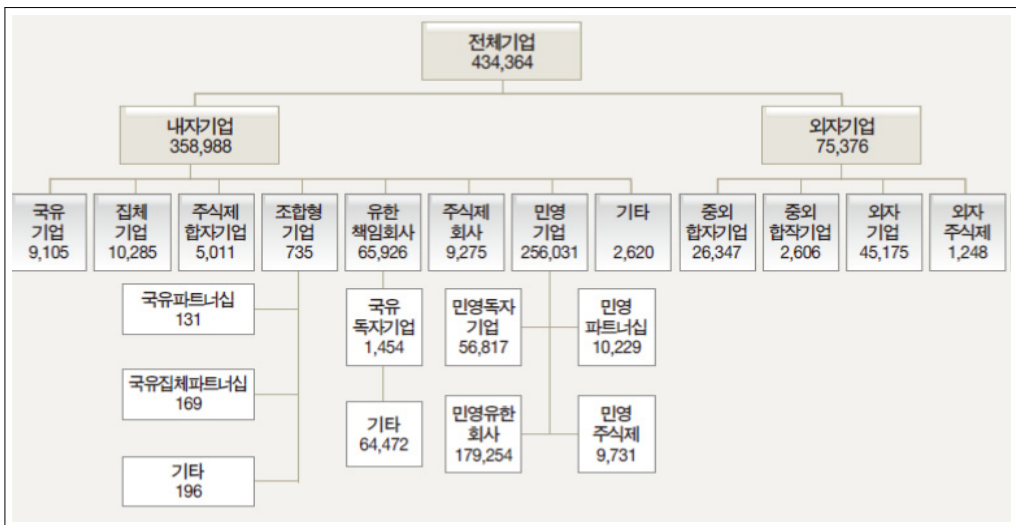 전체기업
434,364
내자기업
358,988
외자기업
75,376
국유
기업
9,105
집체
기업
10,285
주식제
합자기업
5,011
조합형
기업
735
유한
책임회사
65,926
주식제
회사
9,275
민영
기업
256,031
기타
2,620
중외
합자기업
26,347
중외
합작기업
2,606
외자
기업
45,175
외자
주식제
1,248
국유파트너십
131
국유집체파트너십
169
기타
196
국유
독자기업
1,454
기타
64,472
민영독자
기업
56,817
민영
파트너십
10,229
민영유한
회사
179,254
민영
주식제
9,731